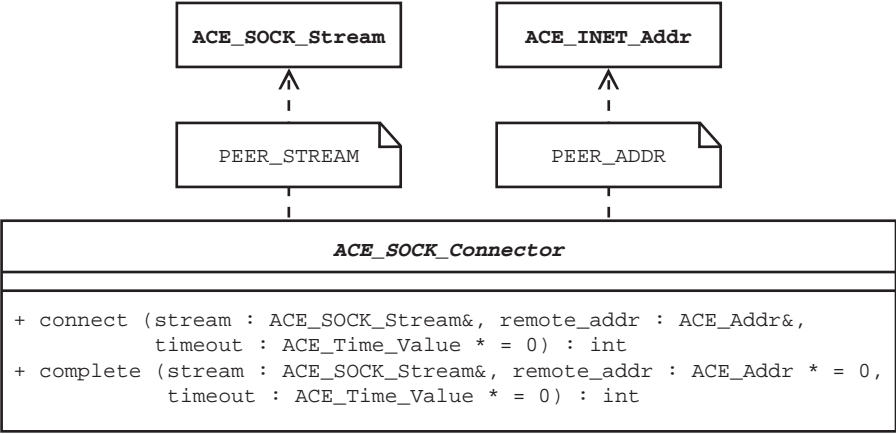 ACE_SOCK_Stream
ACE_INET_Addr
PEER_STREAM
PEER_ADDR
ACE_SOCK_Connector
+ connect (stream : ACE_SOCK_Stream&, remote_addr : ACE_Addr&,
timeout : ACE_Time_Value * = 0) : int
+ complete (stream : ACE_SOCK_Stream&, remote_addr : ACE_Addr * = 0,
timeout : ACE_Time_Value * = 0) : int